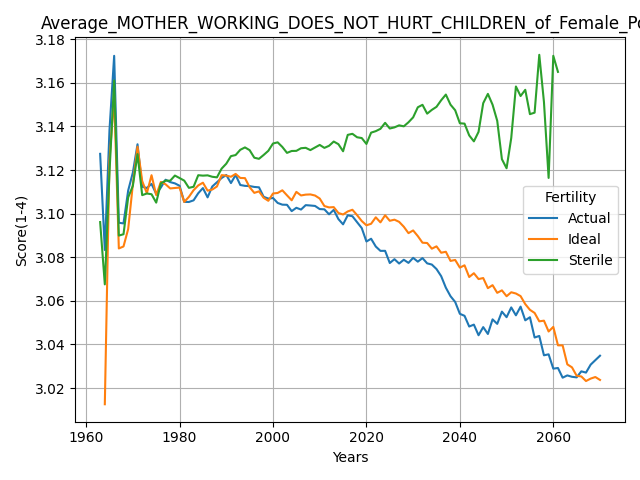 Average_MOTHER_WORKING_DOES_NOT_HURT_CHILDREN_of_Female_Po
3.18
3.16
3.14
3.12
3.10
3.08
3.06
3.04
3.02
Score(1-4)
Fertility
Actual
Ideal
Sterile
1960
1980
2000
2020
2040
2060
Years